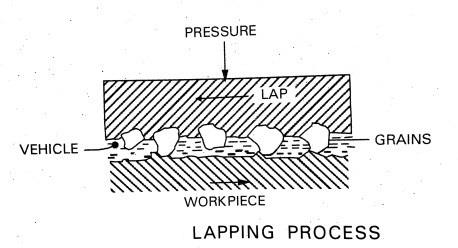 PRESSURE
LAP
VEHICLE
GRAINS
WORKPIECE
LAPPING PROCESS